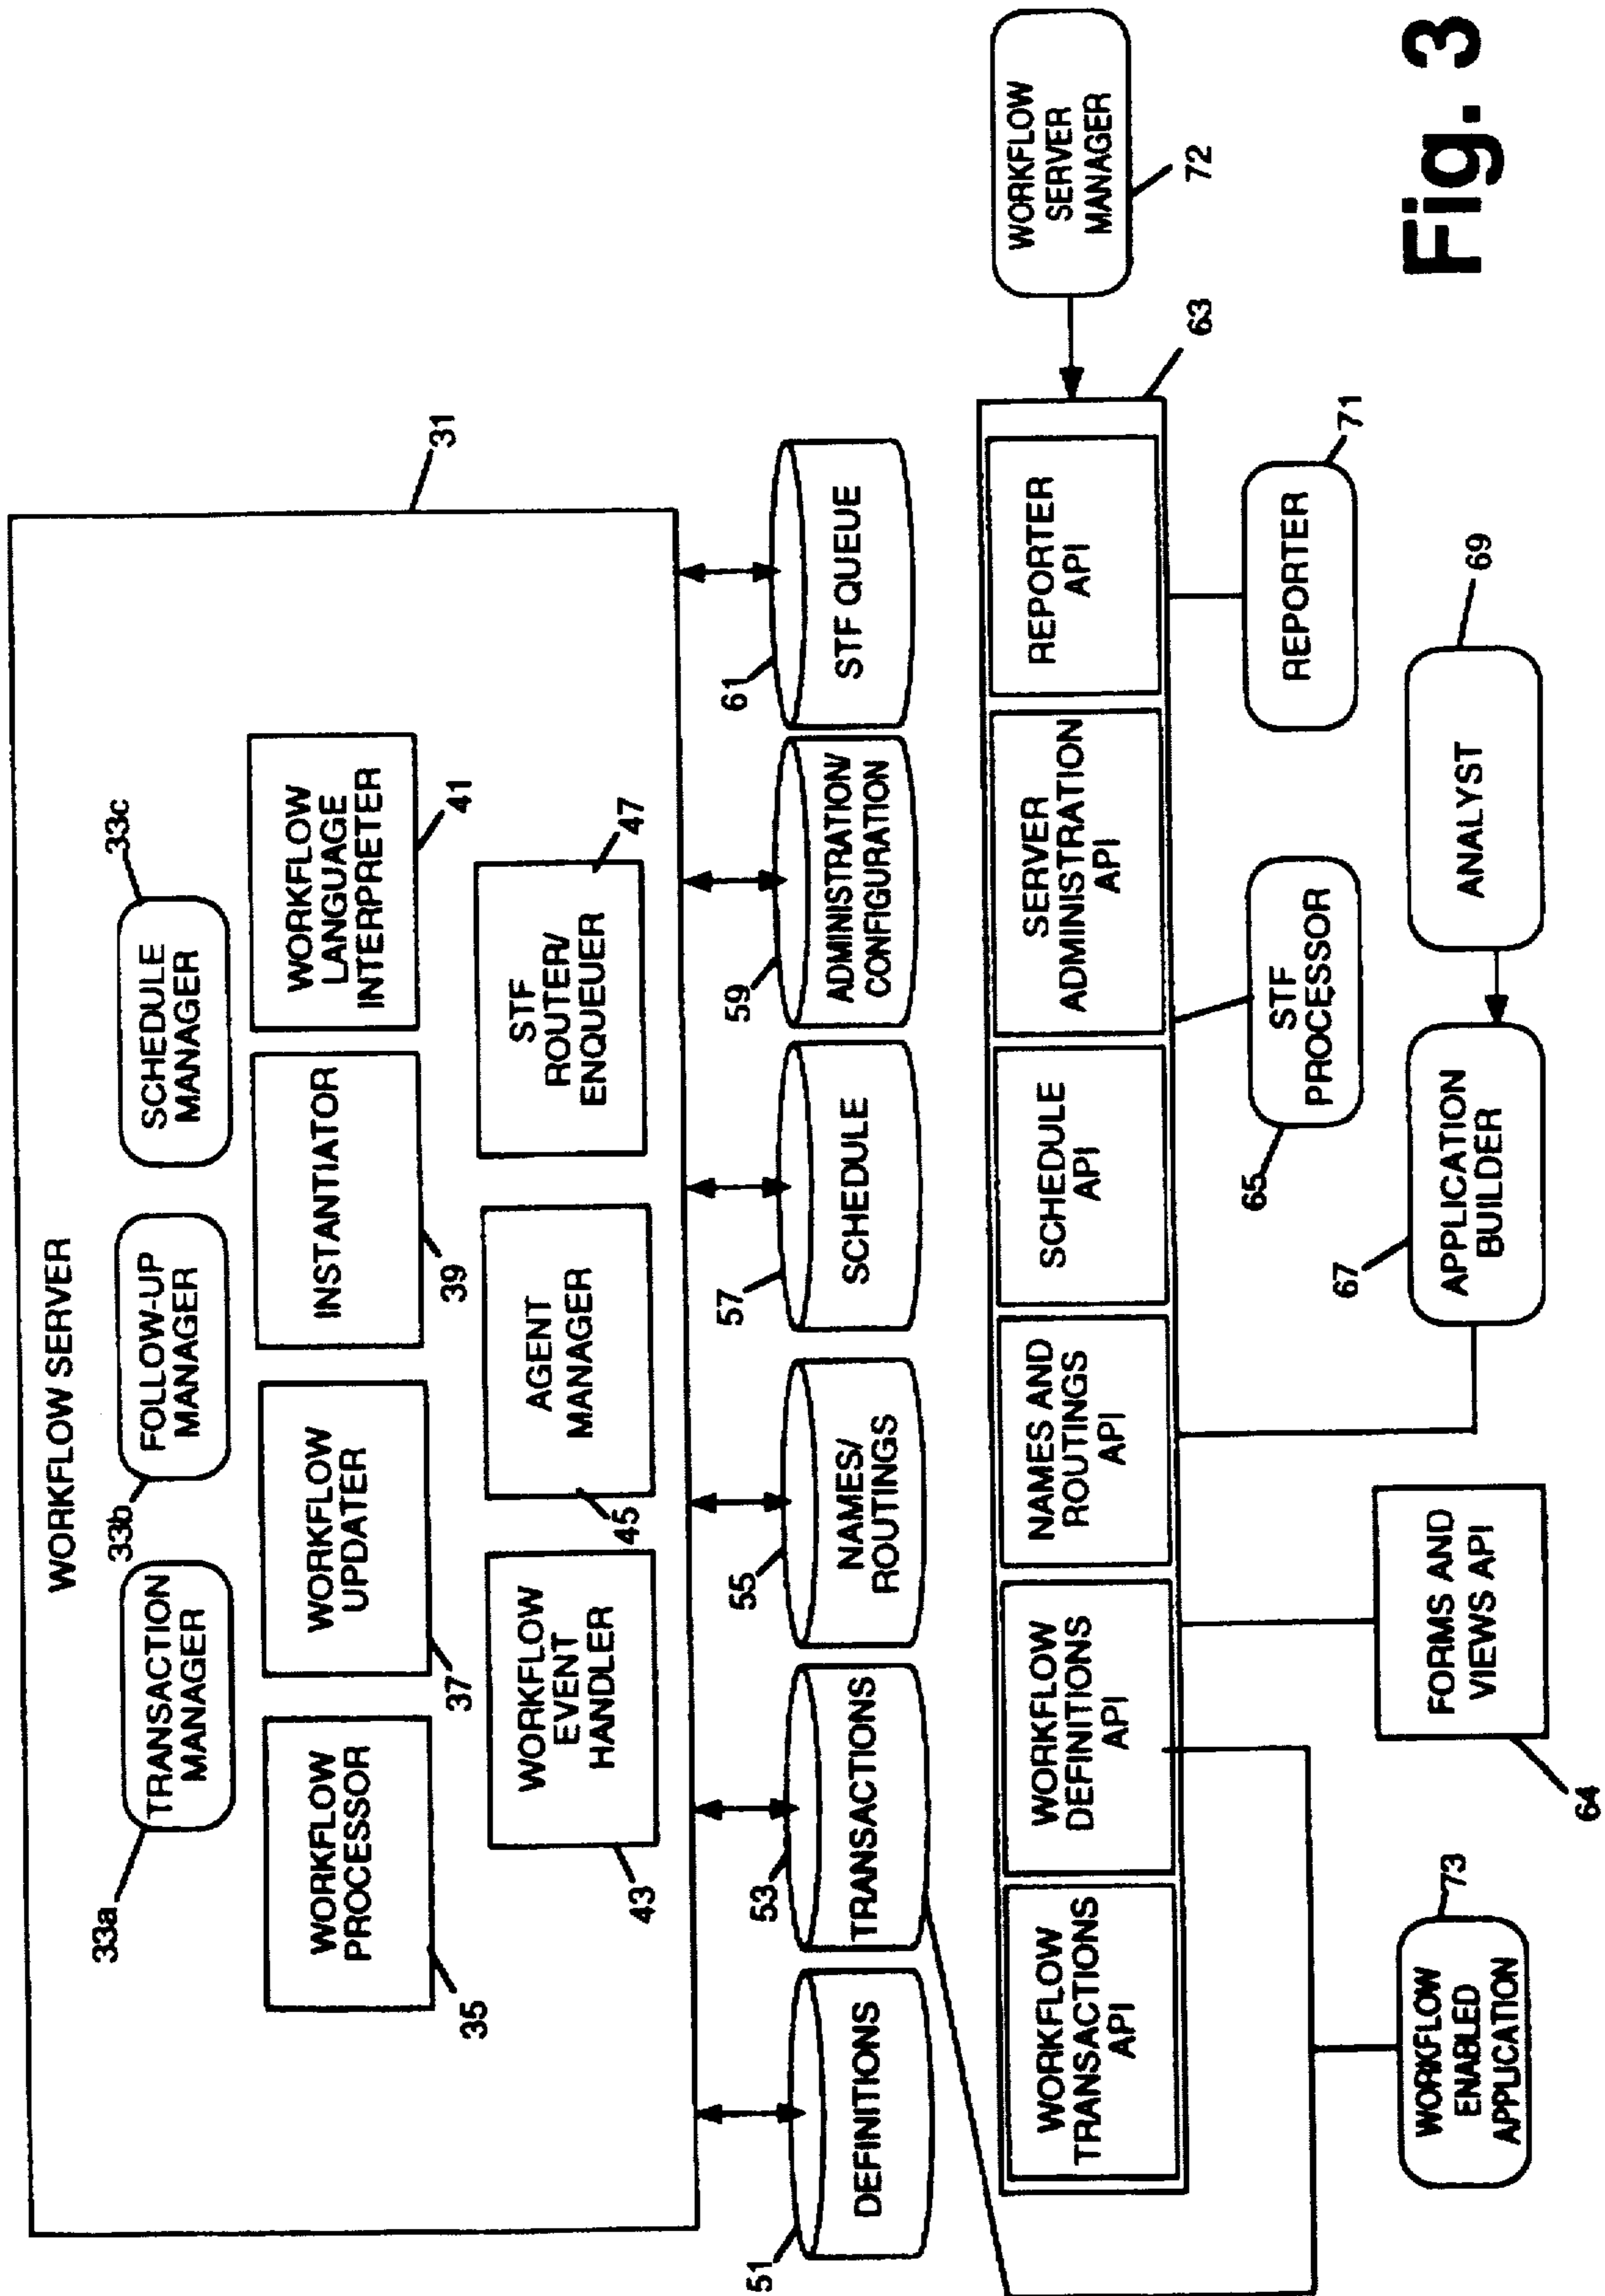 WORKFLOW SERVER
31
33a
TRANSACTION
MANAGER
33b
FOLLOW-UP
MANAGER
33c
SCHEDULE
MANAGER
WORKFLOW
PROCESSOR
35
WORKFLOW
UPDATER
37
INSTANTIATOR
39
WORKFLOW
LANGUAGE
INTERPRETER
41
WORKFLOW
EVENT
HANDLER
43
AGENT
MANAGER
45
STF
ROUTER/
ENQUEUER
47
51
DEFINITIONS
53
TRANSACTIONS
55
NAMES/
ROUTINGS
57
SCHEDULE
59
ADMINISTRATION/
CONFIGURATION
61
STF QUEUE
WORKFLOW
TRANSACTIONS
API
WORKFLOW
DEFINITIONS
API
NAMES AND
ROUTINGS
API
SCHEDULE
API
SERVER
ADMINISTRATION
API
REPORTER
API
63
WORKFLOW
SERVER
MANAGER
72
WORKFLOW
ENABLED
APPLICATION
73
FORMS AND
VIEWS API
64
65
STF
PROCESSOR
REPORTER
71
67
APPLICATION
BUILDER
ANALYST
69
Fig. 3